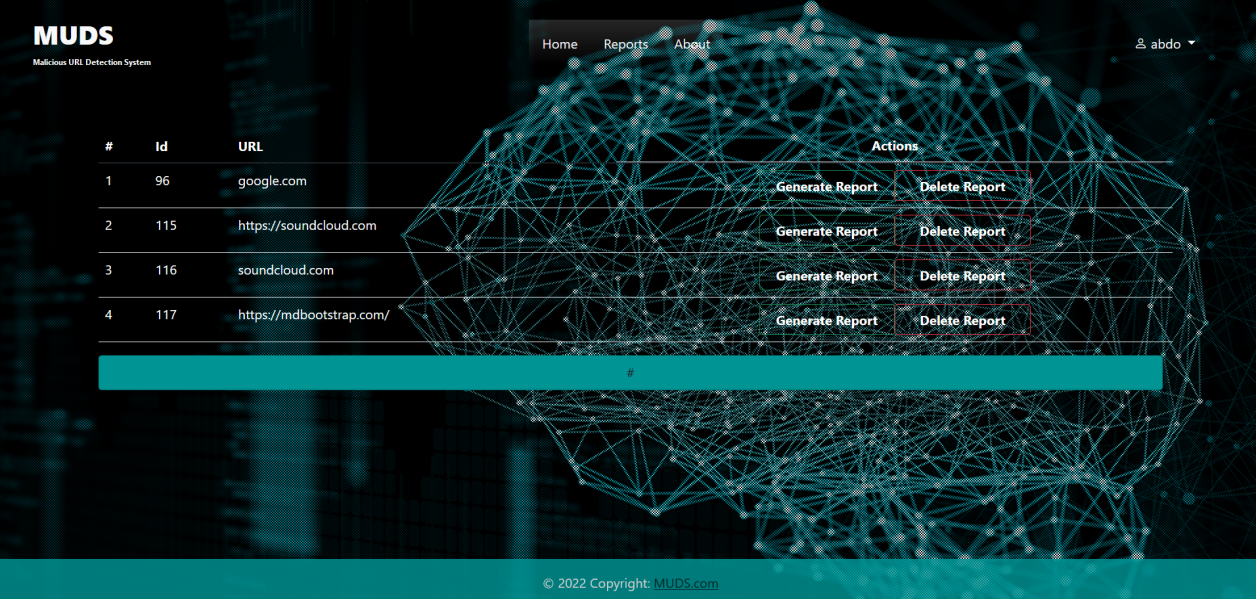 MUDS
Malicious URL Detection System
Home Reports About
abdo
# Id URL Actions
1 96 google.com Generate Report Delete Report
2 115 https://soundcloud.com Generate Report Delete Report
3 116 soundcloud.com Generate Report Delete Report
4 117 https://mdbootstrap.com/ Generate Report Delete Report
#
© 2022 Copyright: MUDS.com